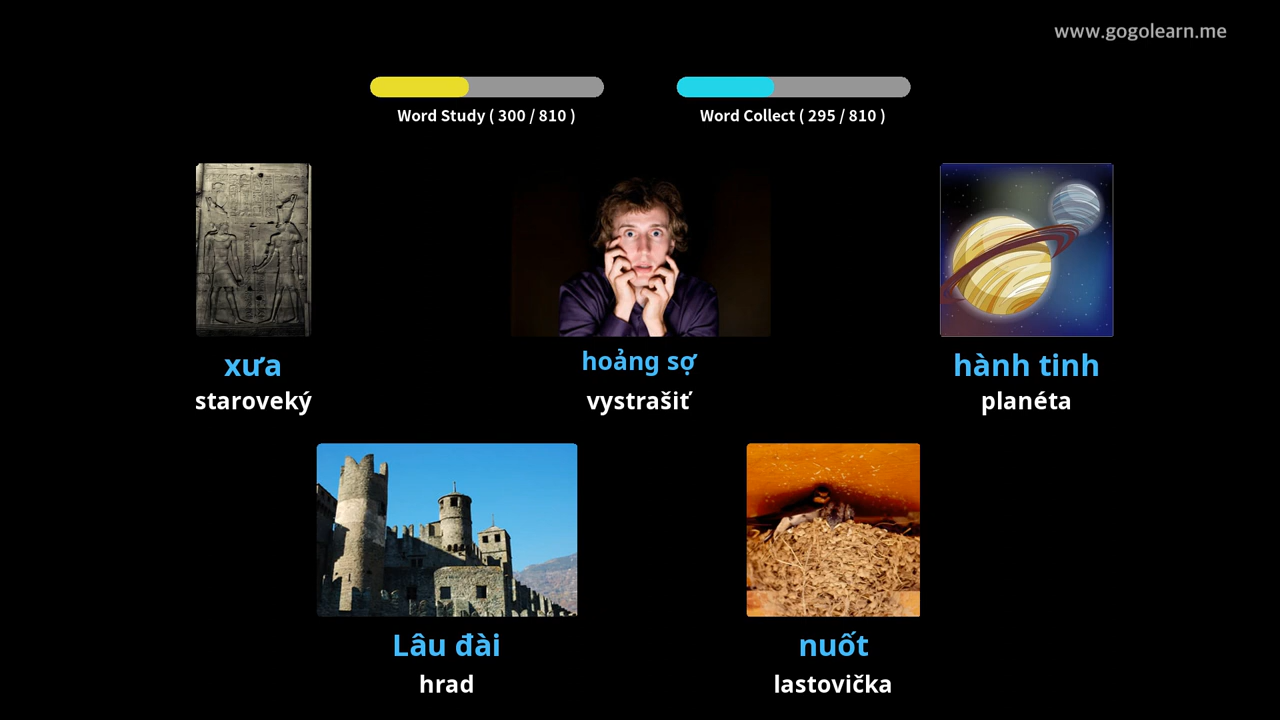 www.gogolearn.me
Word Study ( 300 / 810 )
Word Collect ( 295 / 810 )
xưa
staroveký
hoảng sợ
vystrašiť
hành tinh
planéta
Lâu đài
hrad
nuốt
lastovička